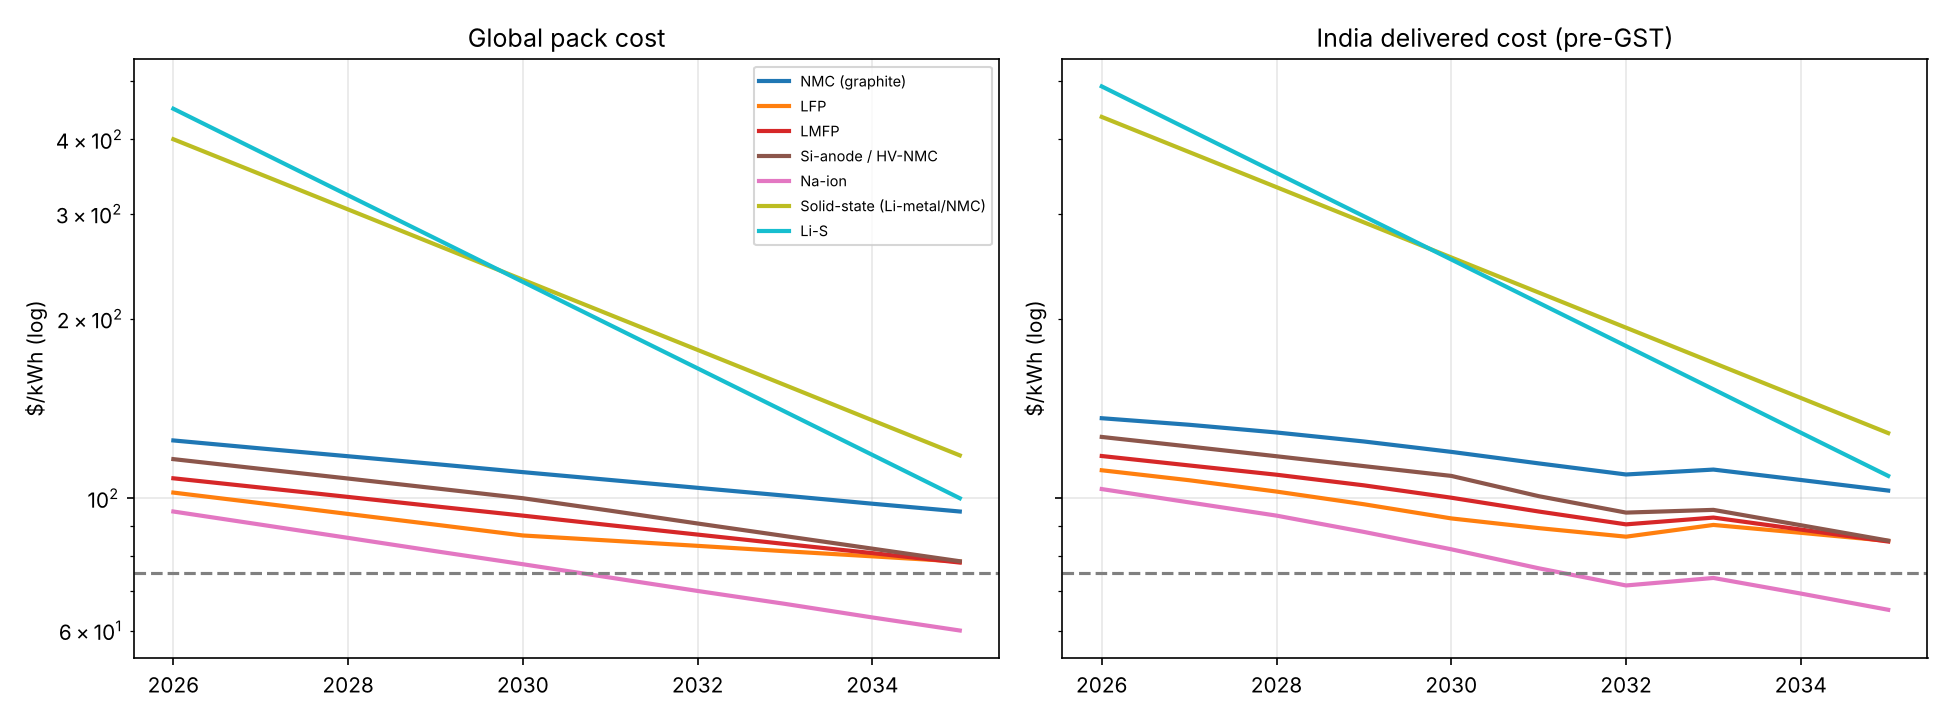 Global pack cost
$/kWh (log)
4 × 10²
3 × 10²
2 × 10²
10²
6 × 10¹
NMC (graphite)
LFP
LMFP
Si-anode / HV-NMC
Na-ion
Solid-state (Li-metal/NMC)
Li-S
2026 2028 2030 2032 2034
India delivered cost (pre-GST)
$/kWh (log)
2026 2028 2030 2032 2034